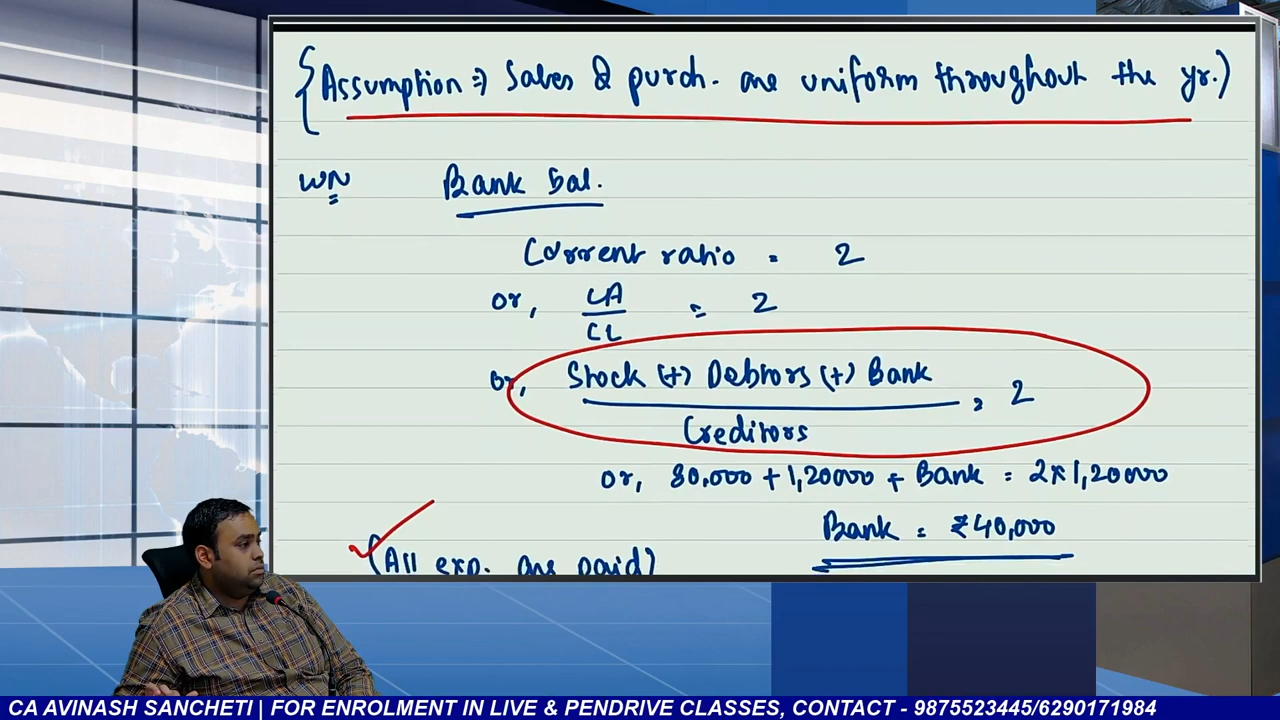 {Assumption ⇒ Sales & purch. are uniform throughout the yr.)
WN Bank bal.
Current ratio = 2
or, CA / CL = 2
or, Stock (+) Debtors (+) Bank / Creditors = 2
or, 80,000 + 1,20000 + Bank = 2 x 1,20000
Bank = ₹40,000
(All exp. are paid)
CA AVINASH SANCHETI | FOR ENROLMENT IN LIVE & PENDRIVE CLASSES, CONTACT - 9875523445/6290171984